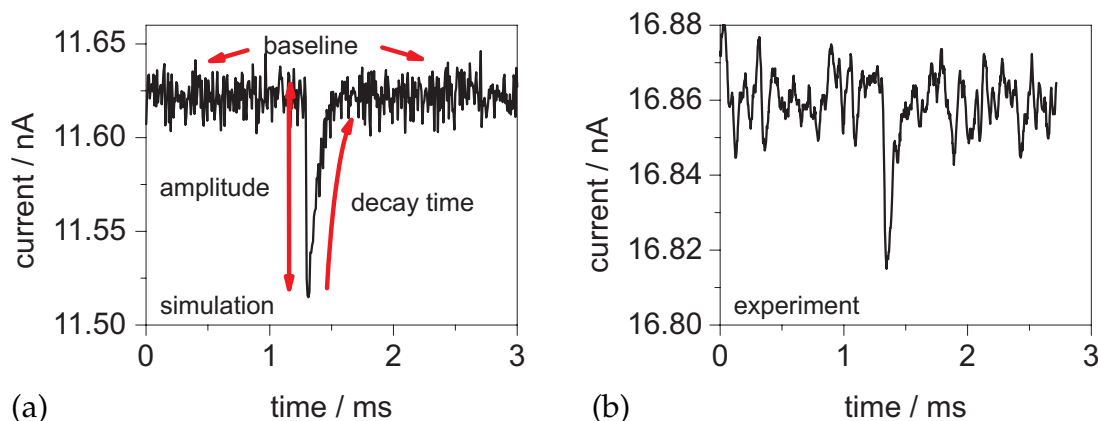 current / nA
11.65
11.60
11.55
11.50
baseline
amplitude
decay time
simulation
0 1 2 3
(a) time / ms
current / nA
16.88
16.86
16.84
16.82
16.80
experiment
0 1 2 3
(b) time / ms